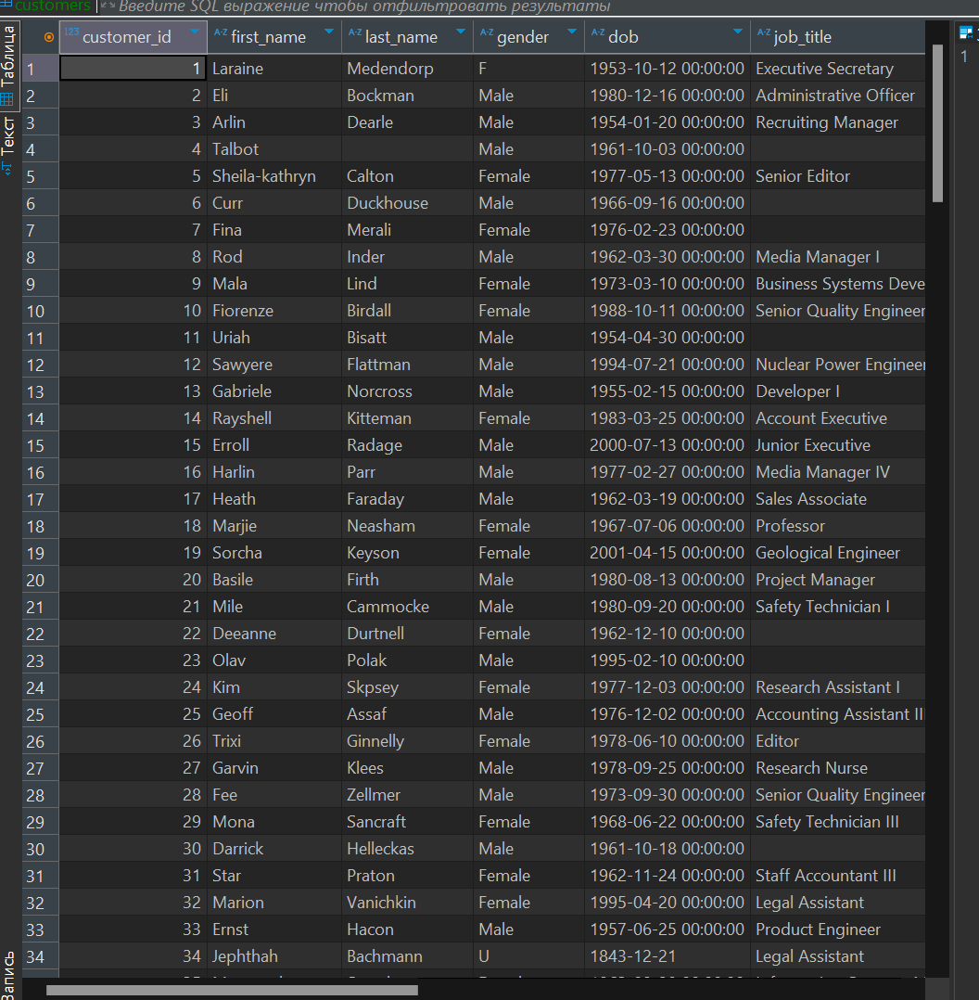 customers Введите SQL выражение чтобы отфильтровать результаты
Таблица
Текст
Запись
123 customer_id A-Z first_name A-Z last_name A-Z gender A-Z dob A-Z job_title
1 1 Laraine Medendorp F 1953-10-12 00:00:00 Executive Secretary
2 2 Eli Bockman Male 1980-12-16 00:00:00 Administrative Officer
3 3 Arlin Dearle Male 1954-01-20 00:00:00 Recruiting Manager
4 4 Talbot Male 1961-10-03 00:00:00
5 5 Sheila-kathryn Calton Female 1977-05-13 00:00:00 Senior Editor
6 6 Curr Duckhouse Male 1966-09-16 00:00:00
7 7 Fina Merali Female 1976-02-23 00:00:00
8 8 Rod Inder Male 1962-03-30 00:00:00 Media Manager I
9 9 Mala Lind Female 1973-03-10 00:00:00 Business Systems Deve
10 10 Fiorenze Birdall Female 1988-10-11 00:00:00 Senior Quality Engineer
11 11 Uriah Bisatt Male 1954-04-30 00:00:00
12 12 Sawyere Flattman Male 1994-07-21 00:00:00 Nuclear Power Engineer
13 13 Gabriele Norcross Male 1955-02-15 00:00:00 Developer I
14 14 Rayshell Kitteman Female 1983-03-25 00:00:00 Account Executive
15 15 Erroll Radage Male 2000-07-13 00:00:00 Junior Executive
16 16 Harlin Parr Male 1977-02-27 00:00:00 Media Manager IV
17 17 Heath Faraday Male 1962-03-19 00:00:00 Sales Associate
18 18 Marjie Neasham Female 1967-07-06 00:00:00 Professor
19 19 Sorcha Keyson Female 2001-04-15 00:00:00 Geological Engineer
20 20 Basile Firth Male 1980-08-13 00:00:00 Project Manager
21 21 Mile Cammocke Male 1980-09-20 00:00:00 Safety Technician I
22 22 Deeanne Durtnell Female 1962-12-10 00:00:00
23 23 Olav Polak Male 1995-02-10 00:00:00
24 24 Kim Skpsey Female 1977-12-03 00:00:00 Research Assistant I
25 25 Geoff Assaf Male 1976-12-02 00:00:00 Accounting Assistant II
26 26 Trixi Ginnelly Female 1978-06-10 00:00:00 Editor
27 27 Garvin Klees Male 1978-09-25 00:00:00 Research Nurse
28 28 Fee Zellmer Male 1973-09-30 00:00:00 Senior Quality Engineer
29 29 Mona Sancraft Female 1968-06-22 00:00:00 Safety Technician III
30 30 Darrick Helleckas Male 1961-10-18 00:00:00
31 31 Star Praton Female 1962-11-24 00:00:00 Staff Accountant III
32 32 Marion Vanichkin Female 1995-04-20 00:00:00 Legal Assistant
33 33 Ernst Hacon Male 1957-06-25 00:00:00 Product Engineer
34 34 Jephthah Bachmann U 1843-12-21 Legal Assistant
1